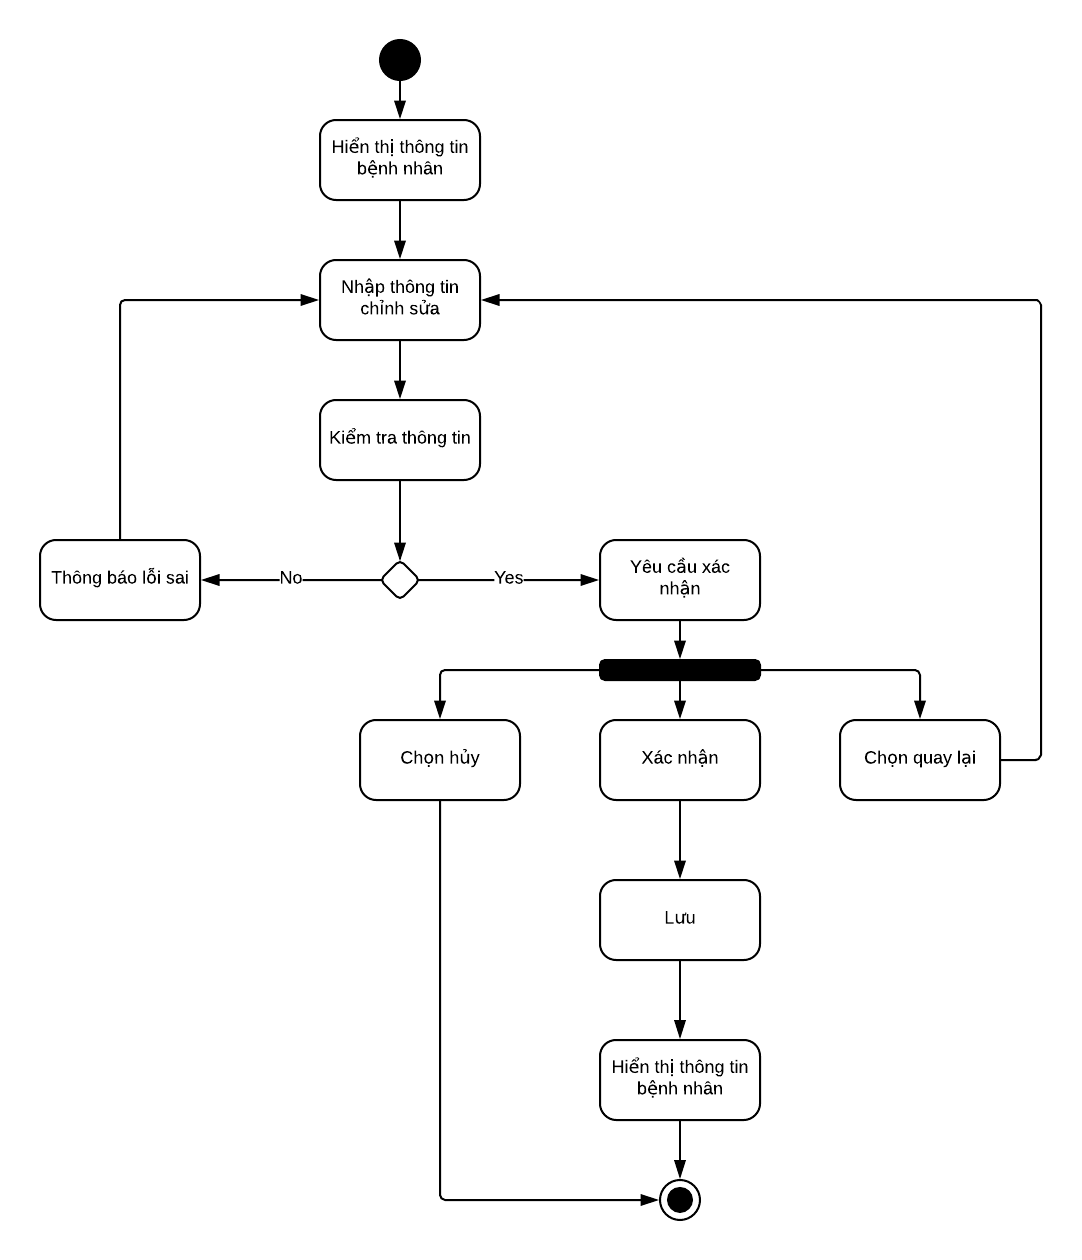 Hiển thị thông tin
bệnh nhân
Nhập thông tin
chỉnh sửa
Kiểm tra thông tin
Thông báo lỗi sai
No
Yes
Yêu cầu xác
nhận
Chọn hủy
Xác nhận
Chọn quay lại
Lưu
Hiển thị thông tin
bệnh nhân